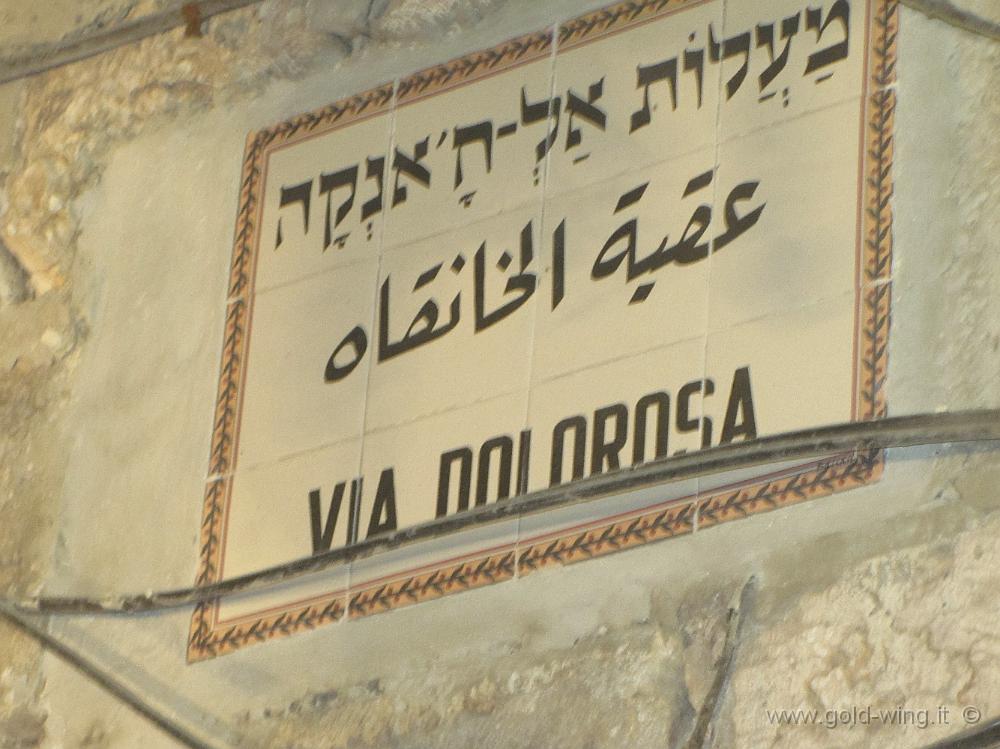 מַעֲלוֹת אַל-חָ׳אנְקָה
عقبة الخانقاه
VIA DOLOROSA
www.gold-wing.it ©